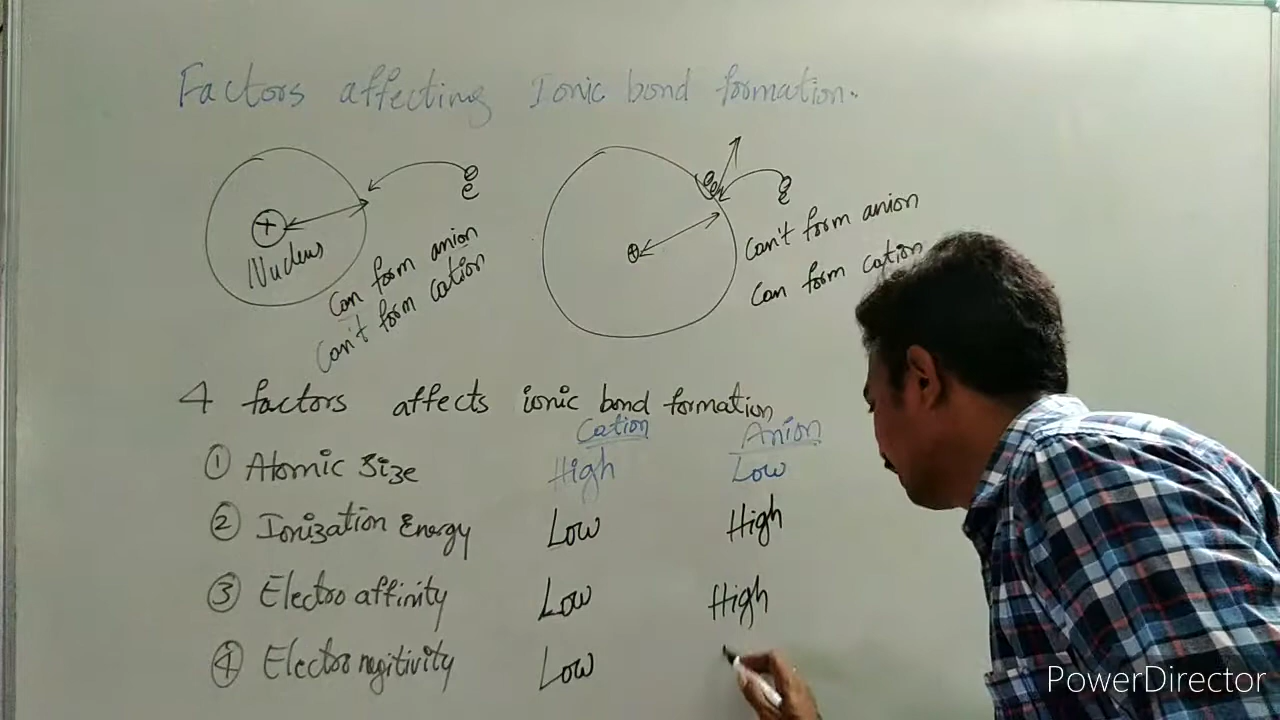 Factors affecting Ionic bond formation.
e
e
+
Nucleus
Can form anion
Can't form cation
+
Can't form anion
Can form cation
4 factors affects ionic bond formation
Cation Anion
① Atomic Size High Low
② Ionization Energy Low High
③ Electro affinity Low High
④ Electro negitivity Low
PowerDirector